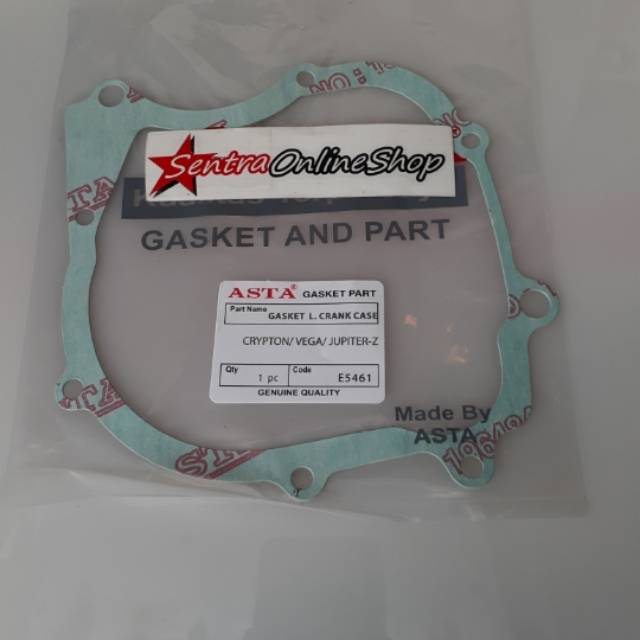 NO.:
SentraOnlineShop
GASKET AND PART
ASTA® GASKET PART
Part Name
GASKET L. CRANK CASE
CRYPTON/ VEGA/ JUPITER-Z
Qty
1 pc
Code
E5461
GENUINE QUALITY
Made By
ASTA